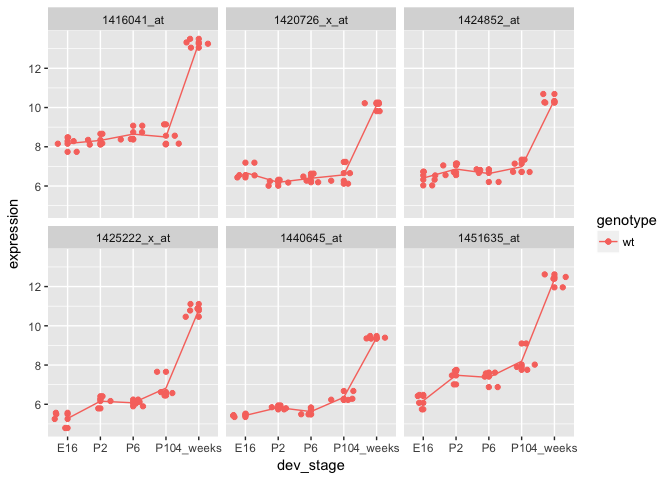 1416041_at 1420726_x_at 1424852_at
12
10
8
6
1425222_x_at 1440645_at 1451635_at
12
10
8
6
E16 P2 P6 P10 4_weeks E16 P2 P6 P10 4_weeks E16 P2 P6 P10 4_weeks
dev_stage
expression
genotype
wt